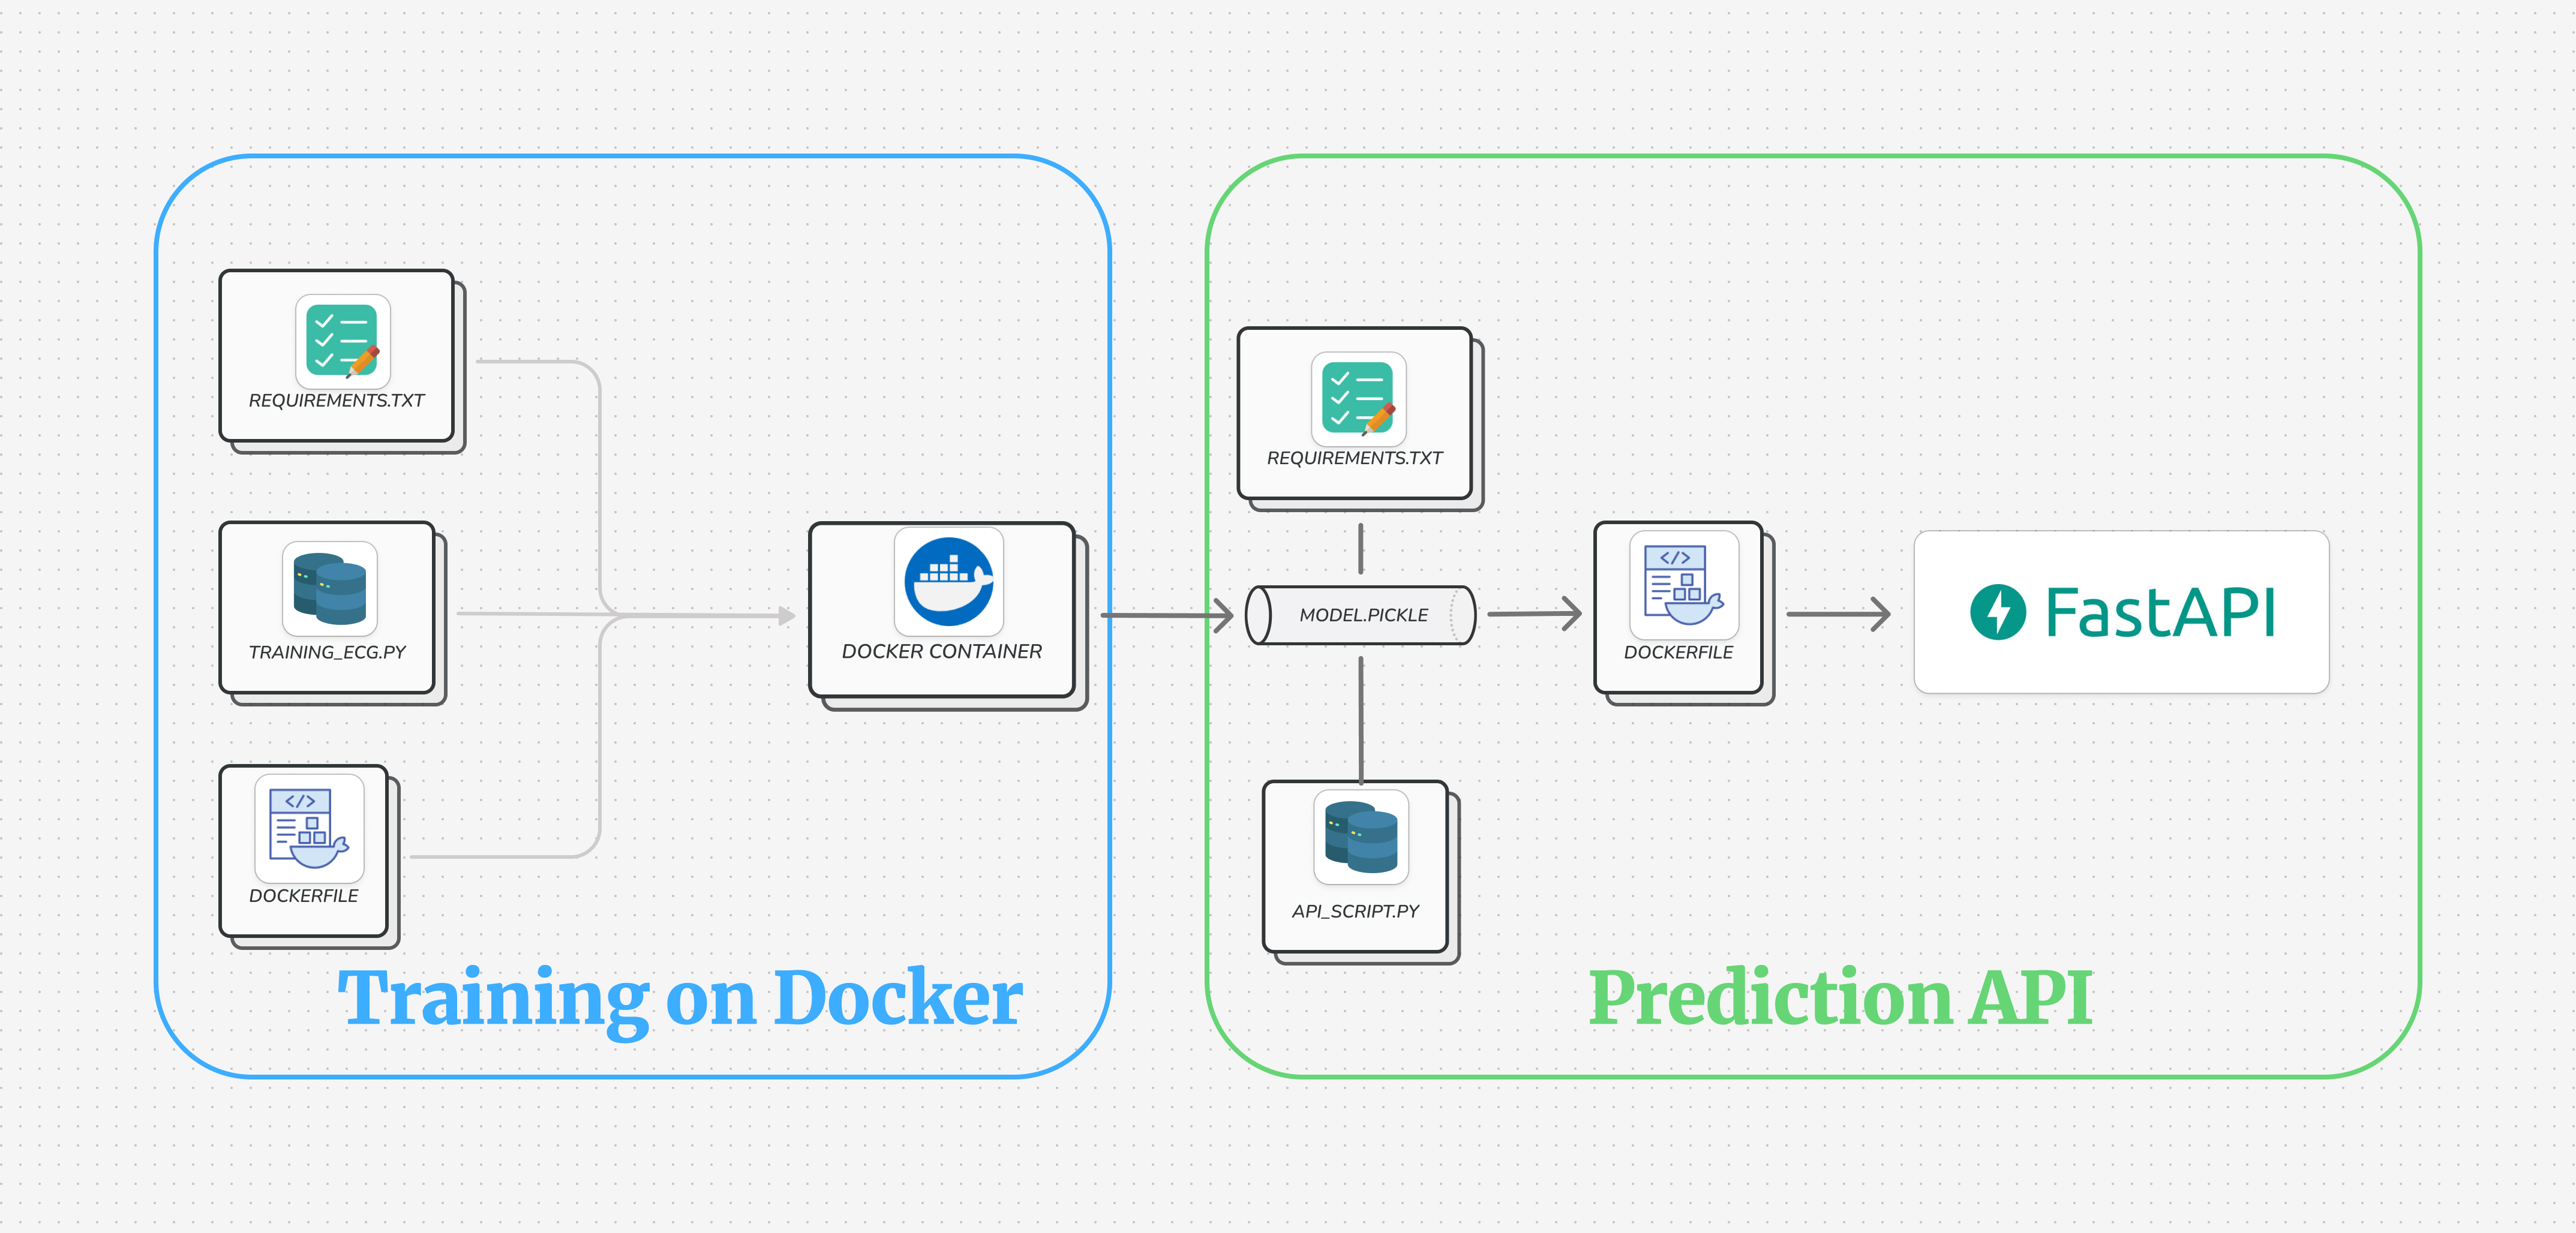 REQUIREMENTS.TXT
TRAINING_ECG.PY
</>
DOCKERFILE
DOCKER CONTAINER
Training on Docker
REQUIREMENTS.TXT
MODEL.PICKLE
API_SCRIPT.PY
</>
DOCKERFILE
FastAPI
Prediction API